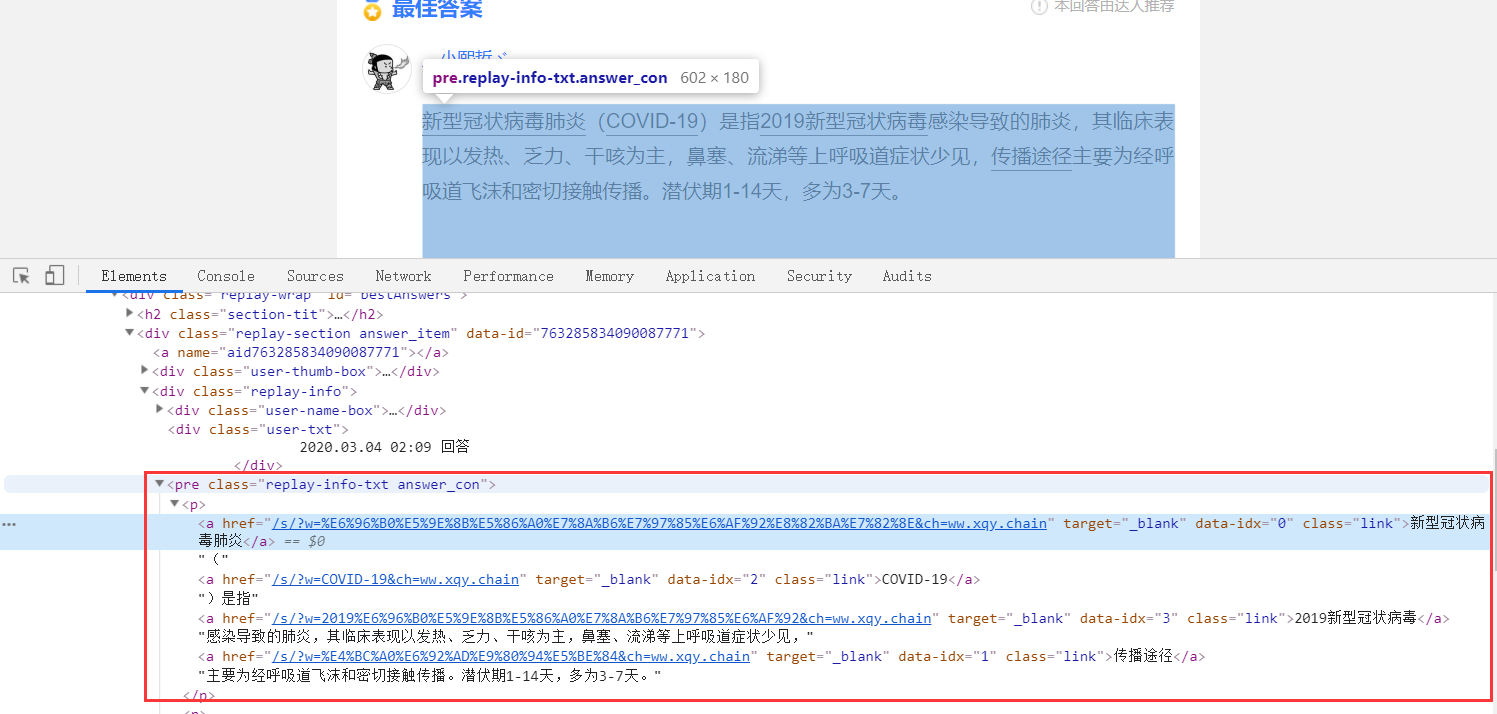 最佳答案
本回答由达人推荐
小熙哲
pre.replay-info-txt.answer_con 602 × 180
新型冠状病毒肺炎（COVID-19）是指2019新型冠状病毒感染导致的肺炎，其临床表
现以发热、乏力、干咳为主，鼻塞、流涕等上呼吸道症状少见，传播途径主要为经呼
吸道飞沫和密切接触传播。潜伏期1-14天，多为3-7天。
Elements Console Sources Network Performance Memory Application Security Audits
<div class="replay-wrap" id="bestAnswers">
<h2 class="section-tit">…</h2>
<div class="replay-section answer_item" data-id="763285834090087771">
<a name="aid763285834090087771"></a>
<div class="user-thumb-box">…</div>
<div class="replay-info">
<div class="user-name-box">…</div>
<div class="user-txt">
2020.03.04 02:09 回答
</div>
<pre class="replay-info-txt answer_con">
<p>
<a href="/s/?w=%E6%96%B0%E5%9E%8B%E5%86%A0%E7%8A%B6%E7%97%85%E6%AF%92%E8%82%BA%E7%82%8E&ch=ww.xqy.chain" target="_blank" data-idx="0" class="link">新型冠状病
毒肺炎</a> == $0
"（"
<a href="/s/?w=COVID-19&ch=ww.xqy.chain" target="_blank" data-idx="2" class="link">COVID-19</a>
"）是指"
<a href="/s/?w=2019%E6%96%B0%E5%9E%8B%E5%86%A0%E7%8A%B6%E7%97%85%E6%AF%92&ch=ww.xqy.chain" target="_blank" data-idx="3" class="link">2019新型冠状病毒</a>
"感染导致的肺炎，其临床表现以发热、乏力、干咳为主，鼻塞、流涕等上呼吸道症状少见，"
<a href="/s/?w=%E4%BC%A0%E6%92%AD%E9%80%94%E5%BE%84&ch=ww.xqy.chain" target="_blank" data-idx="1" class="link">传播途径</a>
"主要为经呼吸道飞沫和密切接触传播。潜伏期1-14天，多为3-7天。"
</p>
<p>